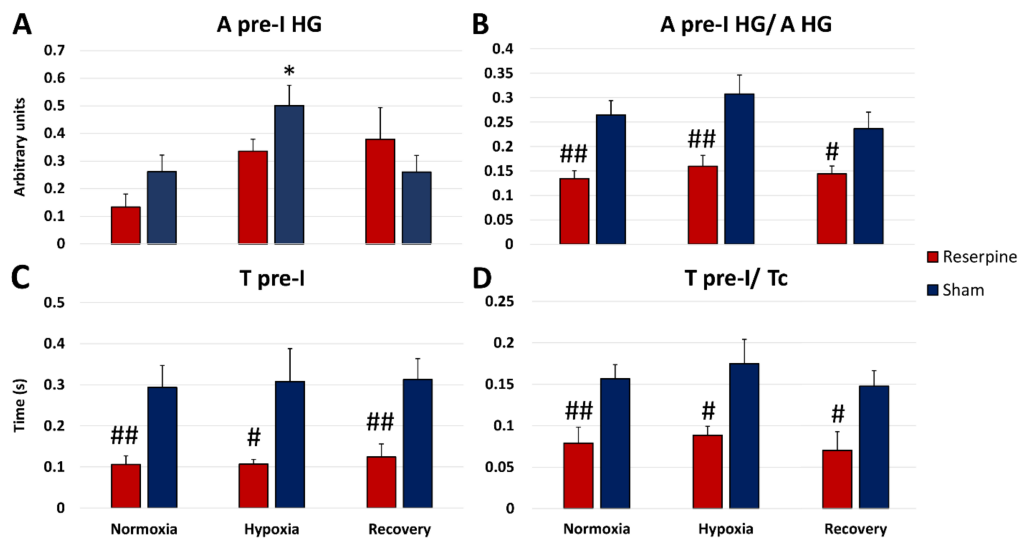 A
A pre-I HG
0.7
0.6
0.5
0.4
0.3
0.2
0.1
0
Arbitrary units
*
B
A pre-I HG/ A HG
0.4
0.35
0.3
0.25
0.2
0.15
0.1
0.05
0
##
##
#
Reserpine
Sham
C
T pre-I
0.5
0.4
0.3
0.2
0.1
0
Time (s)
##
#
##
Normoxia
Hypoxia
Recovery
D
T pre-I/ Tc
0.25
0.2
0.15
0.1
0.05
0
##
#
#
Normoxia
Hypoxia
Recovery